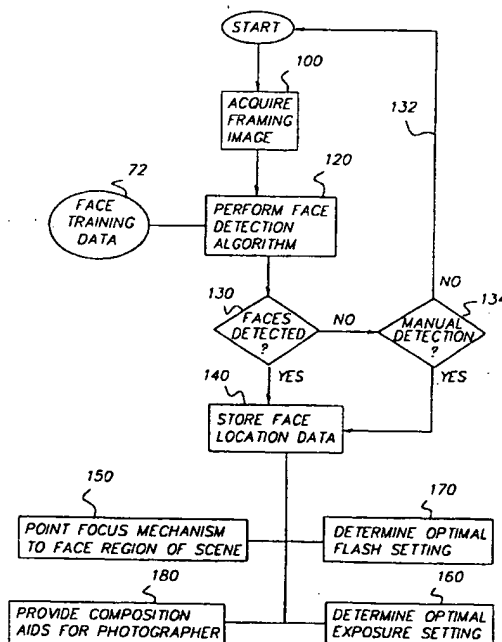 START
100
ACQUIRE
FRAMING
IMAGE
132
72
FACE
TRAINING
DATA
120
PERFORM FACE
DETECTION
ALGORITHM
130
FACES
DETECTED
?
NO
NO
134
MANUAL
DETECTION
?
140
YES
YES
STORE FACE
LOCATION DATA
150
POINT FOCUS MECHANISM
TO FACE REGION OF SCENE
170
DETERMINE OPTIMAL
FLASH SETTING
180
PROVIDE COMPOSITION
AIDS FOR PHOTOGRAPHER
160
DETERMINE OPTIMAL
EXPOSURE SETTING